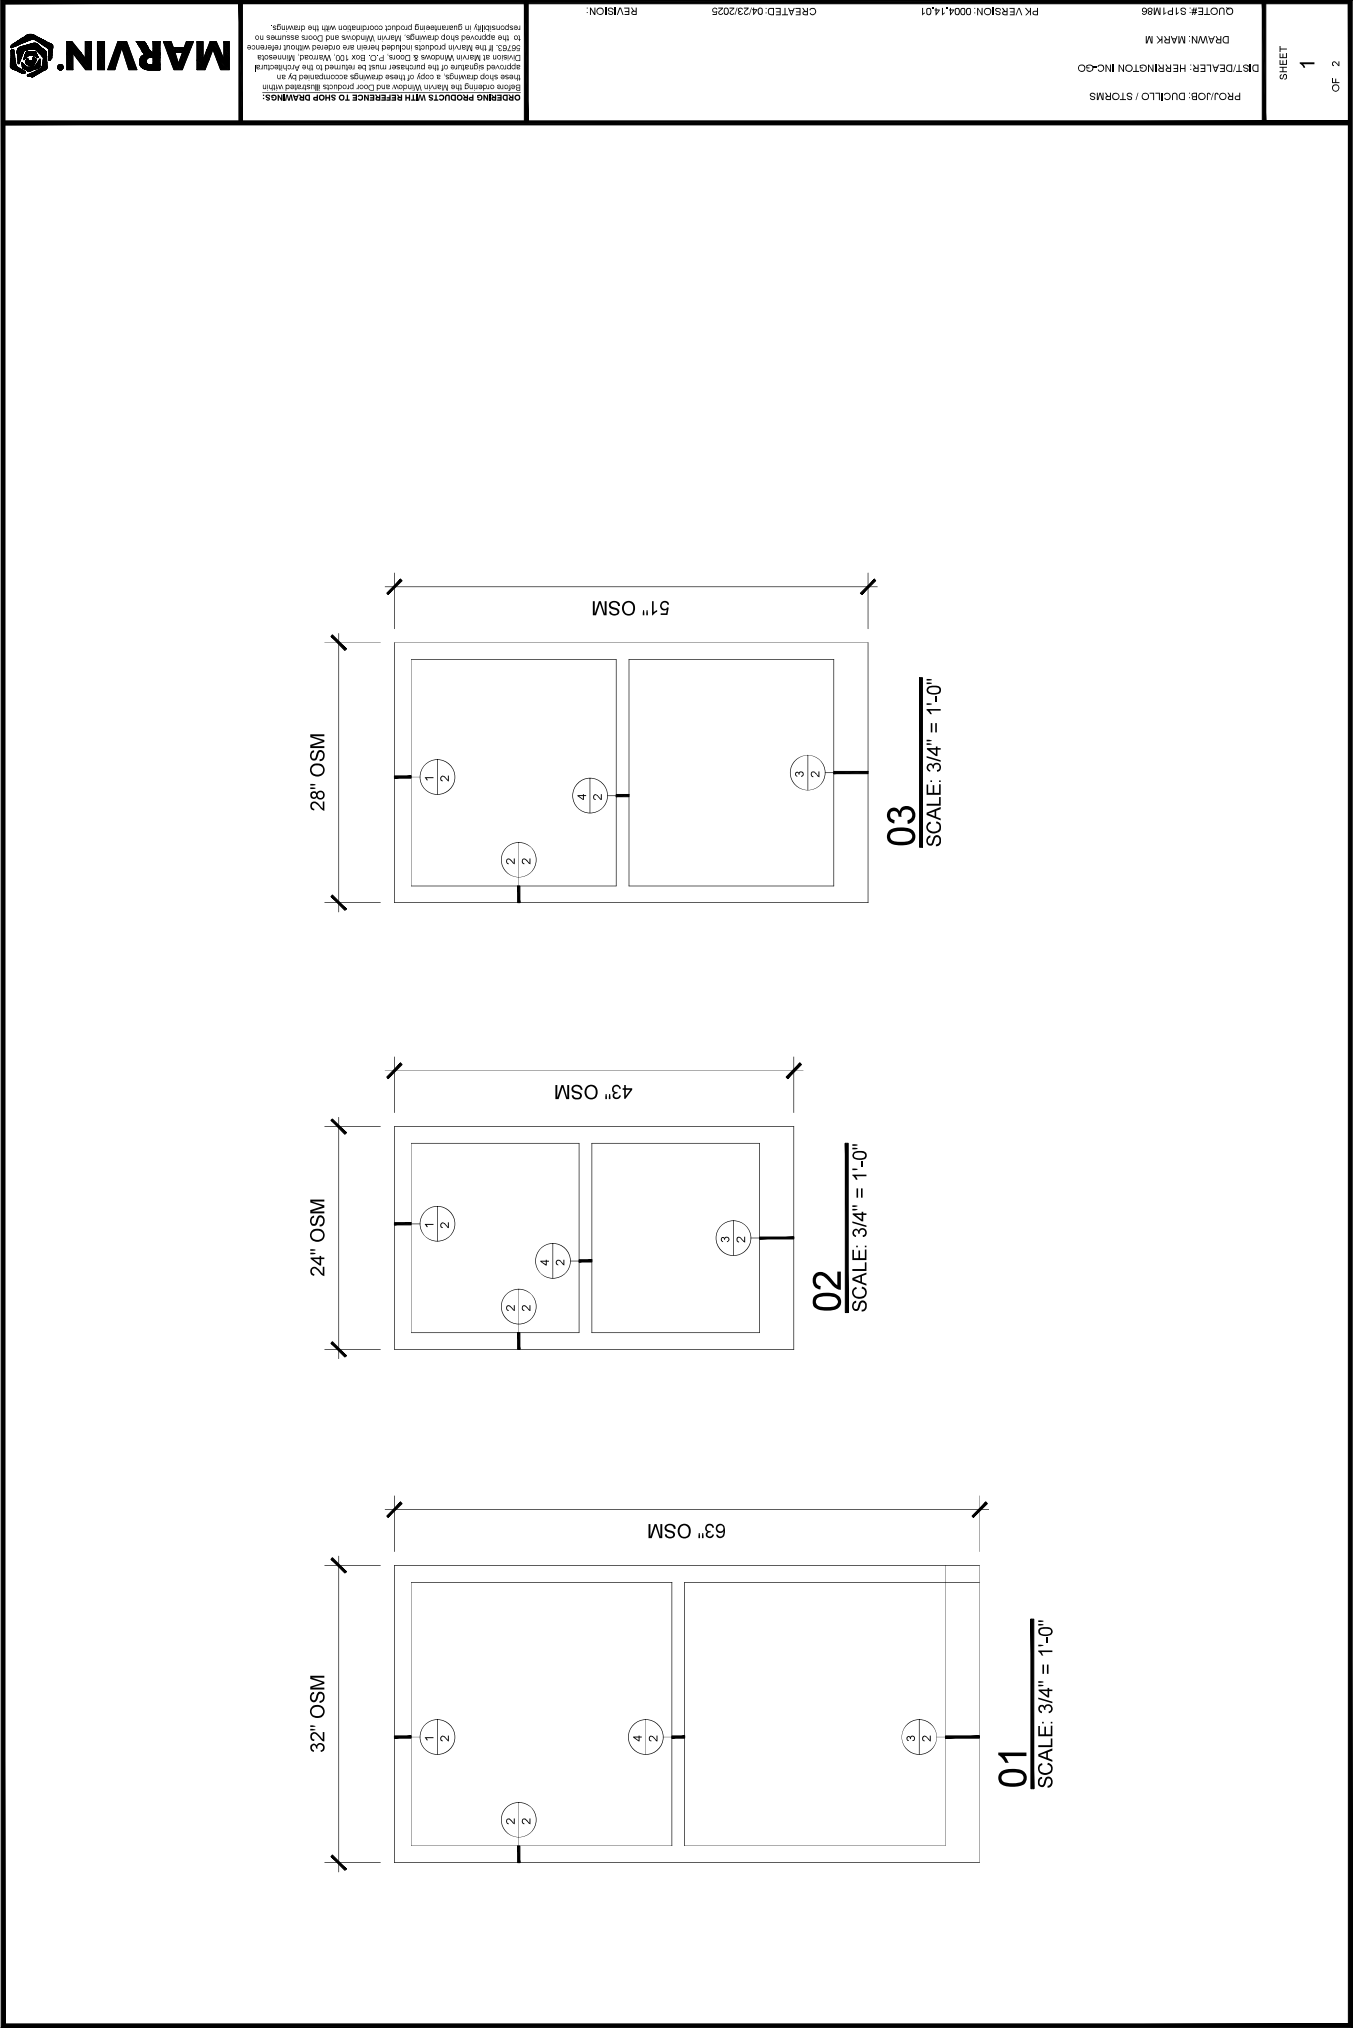 MARVIN®
ORDERING PRODUCTS WITH REFERENCE TO SHOP DRAWINGS:
Before ordering the Marvin Window and Door products illustrated within
these shop drawings, a copy of these drawings accompanied by an
approved signature of the purchaser must be returned to the Architectural
Division at Marvin Windows & Doors, P.O. Box 100, Warroad, Minnesota
56763. If the Marvin products included herein are ordered without reference
to the approved shop drawings, Marvin Windows and Doors assumes no
responsibility in guaranteeing product coordination with the drawings.
PROJ/JOB: DUCILLO / STORMS
DIST/DEALER: HERRINGTON INC-GO
DRAWN: MARK M
QUOTE#: S1P1M86
PK VERSION: 0004.14.01
CREATED: 04/23/2025
REVISION:
SHEET
1
OF 2
32" OSM
63" OSM
1
2
2
2
4
2
3
2
01
SCALE: 3/4" = 1'-0"
24" OSM
43" OSM
1
2
2
2
4
2
3
2
02
SCALE: 3/4" = 1'-0"
28" OSM
51" OSM
1
2
2
2
4
2
3
2
03
SCALE: 3/4" = 1'-0"